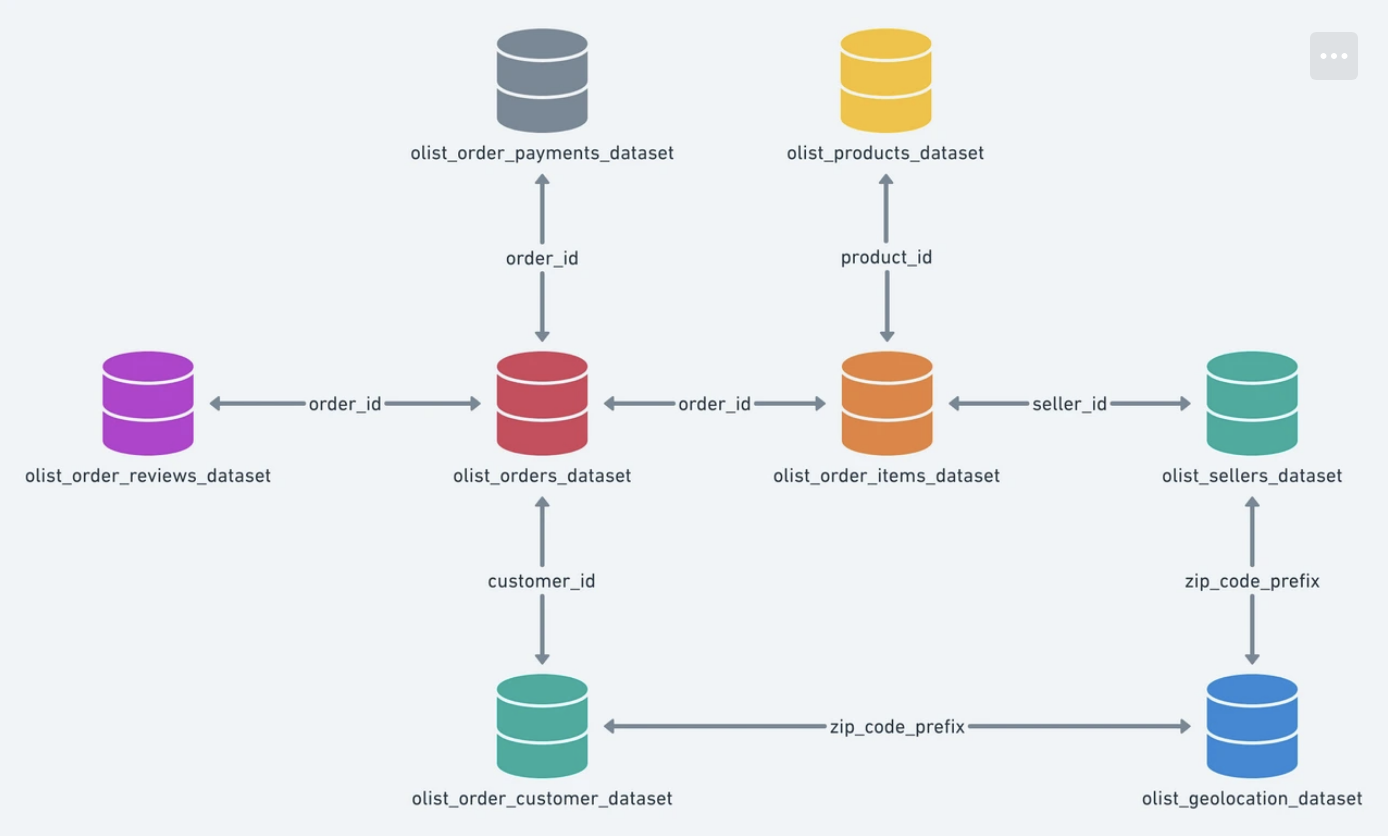 olist_order_payments_dataset
olist_products_dataset
order_id
product_id
order_id
order_id
seller_id
olist_order_reviews_dataset
olist_orders_dataset
olist_order_items_dataset
olist_sellers_dataset
customer_id
zip_code_prefix
zip_code_prefix
olist_order_customer_dataset
olist_geolocation_dataset